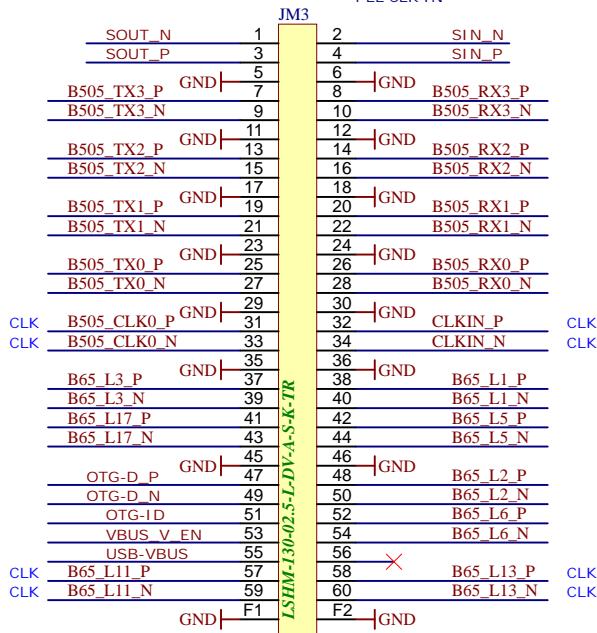 JM3
SOUT_N 1 2 SIN_N
SOUT_P 3 4 SIN_P
GND 5 6 GND
B505_TX3_P 7 8 B505_RX3_P
B505_TX3_N 9 10 B505_RX3_N
GND 11 12 GND
B505_TX2_P 13 14 B505_RX2_P
B505_TX2_N 15 16 B505_RX2_N
GND 17 18 GND
B505_TX1_P 19 20 B505_RX1_P
B505_TX1_N 21 22 B505_RX1_N
GND 23 24 GND
B505_TX0_P 25 26 B505_RX0_P
B505_TX0_N 27 28 B505_RX0_N
GND 29 30 GND
CLK B505_CLK0_P 31 32 CLKIN_P CLK
CLK B505_CLK0_N 33 34 CLKIN_N CLK
GND 35 36 GND
B65_L3_P 37 38 B65_L1_P
B65_L3_N 39 40 B65_L1_N
B65_L17_P 41 42 B65_L5_P
B65_L17_N 43 44 B65_L5_N
GND 45 46 GND
OTG-D_P 47 48 B65_L2_P
OTG-D_N 49 50 B65_L2_N
OTG-ID 51 52 B65_L6_P
VBUS_V_EN 53 54 B65_L6_N
USB-VBUS 55 56
CLK B65_L11_P 57 58 B65_L13_P CLK
CLK B65_L11_N 59 60 B65_L13_N CLK
GND F1 F2 GND
LSHM-130-02.5-L-DV-A-S-K-TR